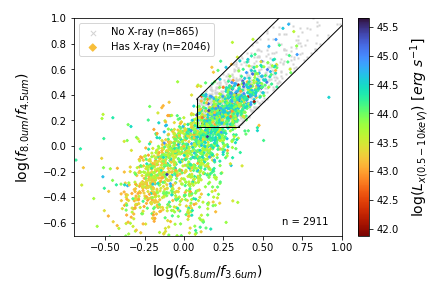 No X-ray (n=865)
Has X-ray (n=2046)
log(f8.0um/f4.5um)
1.0
0.8
0.6
0.4
0.2
0.0
−0.2
−0.4
−0.6
n = 2911
−0.50 −0.25 0.00 0.25 0.50 0.75 1.00
log(f5.8um/f3.6um)
45.5
45.0
44.5
44.0
43.5
43.0
42.5
42.0
log(Lx(0.5−10keV)) [erg s−1]